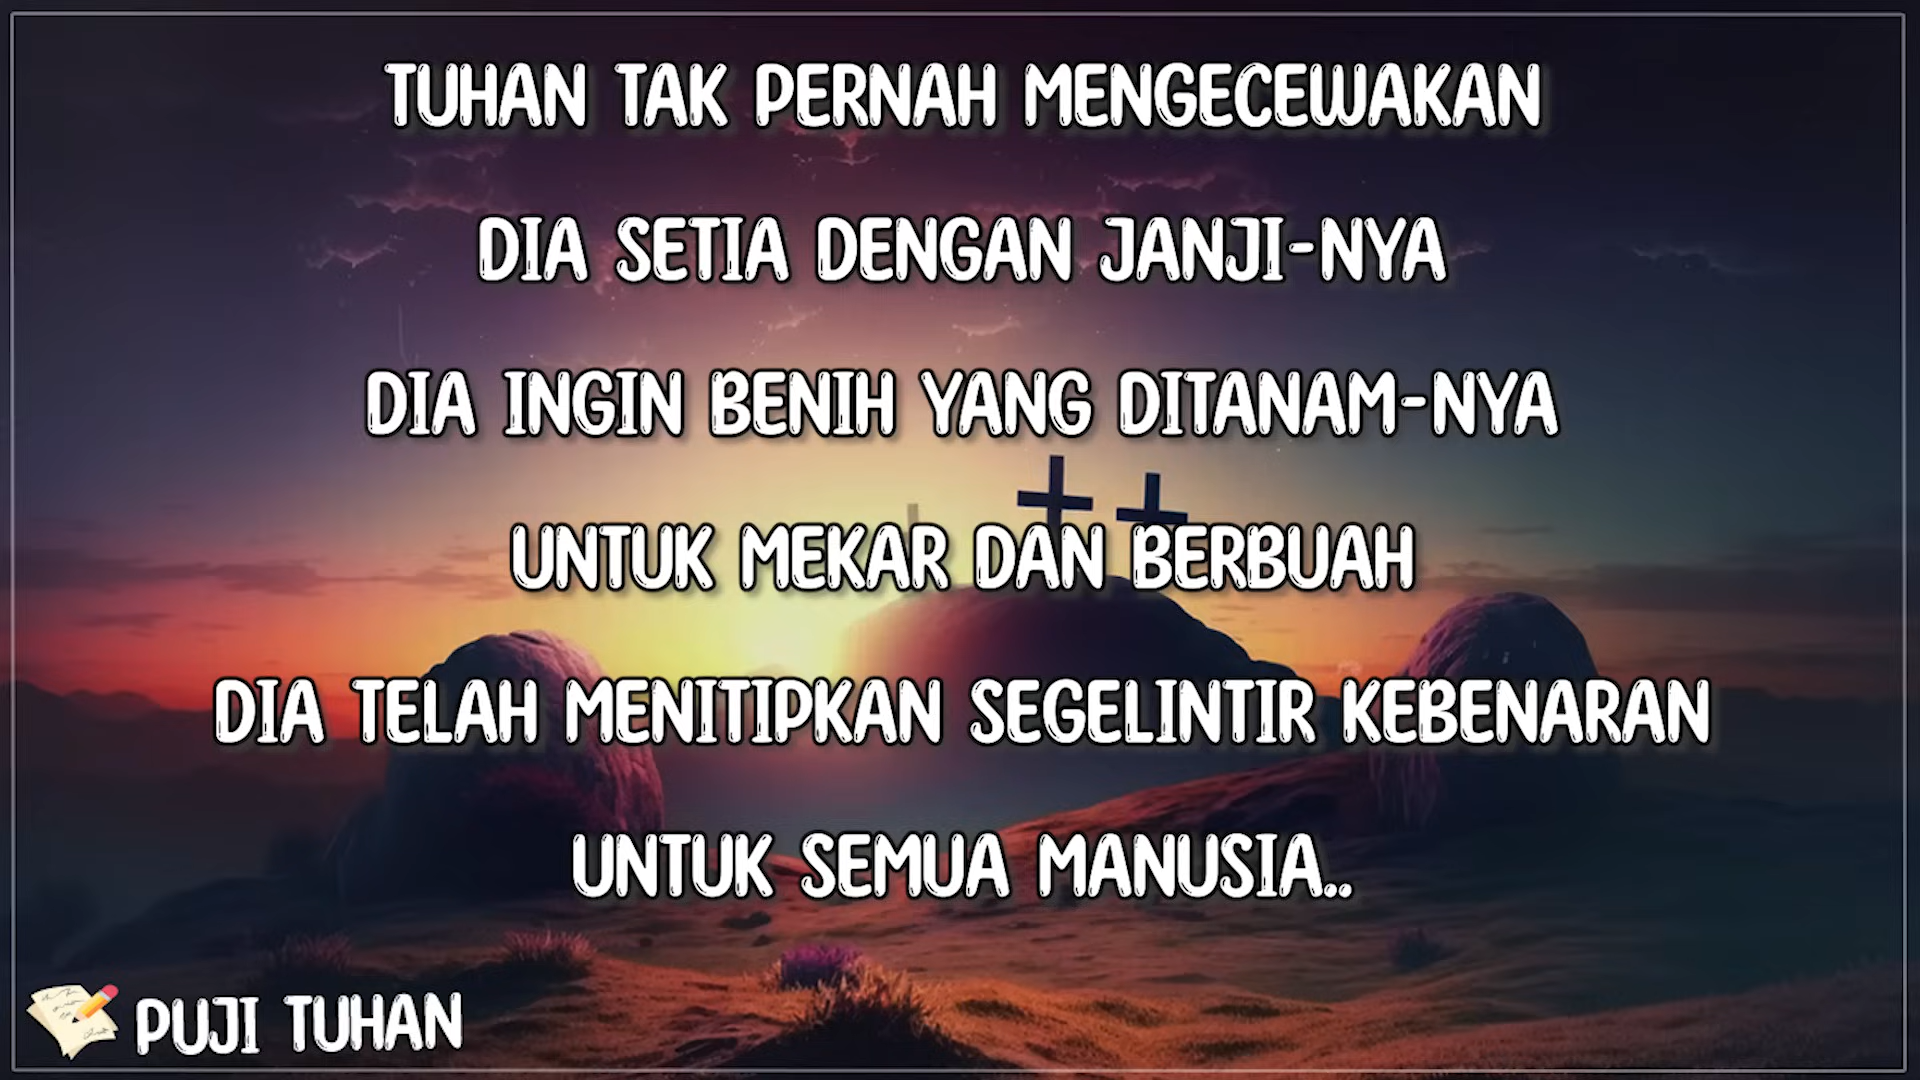 TUHAN TAK PERNAH MENGECEWAKAN
DIA SETIA DENGAN JANJI-NYA
DIA INGIN BENIH YANG DITANAM-NYA
UNTUK MEKAR DAN BERBUAH
DIA TELAH MENITIPKAN SEGELINTIR KEBENARAN
UNTUK SEMUA MANUSIA..
PUJI TUHAN